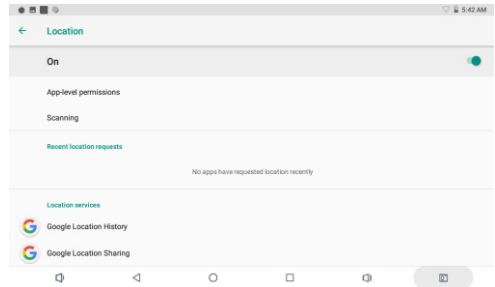 5:42 AM
Location
On
App-level permissions
Scanning
Recent location requests
No apps have requested location recently
Location services
Google Location History
Google Location Sharing